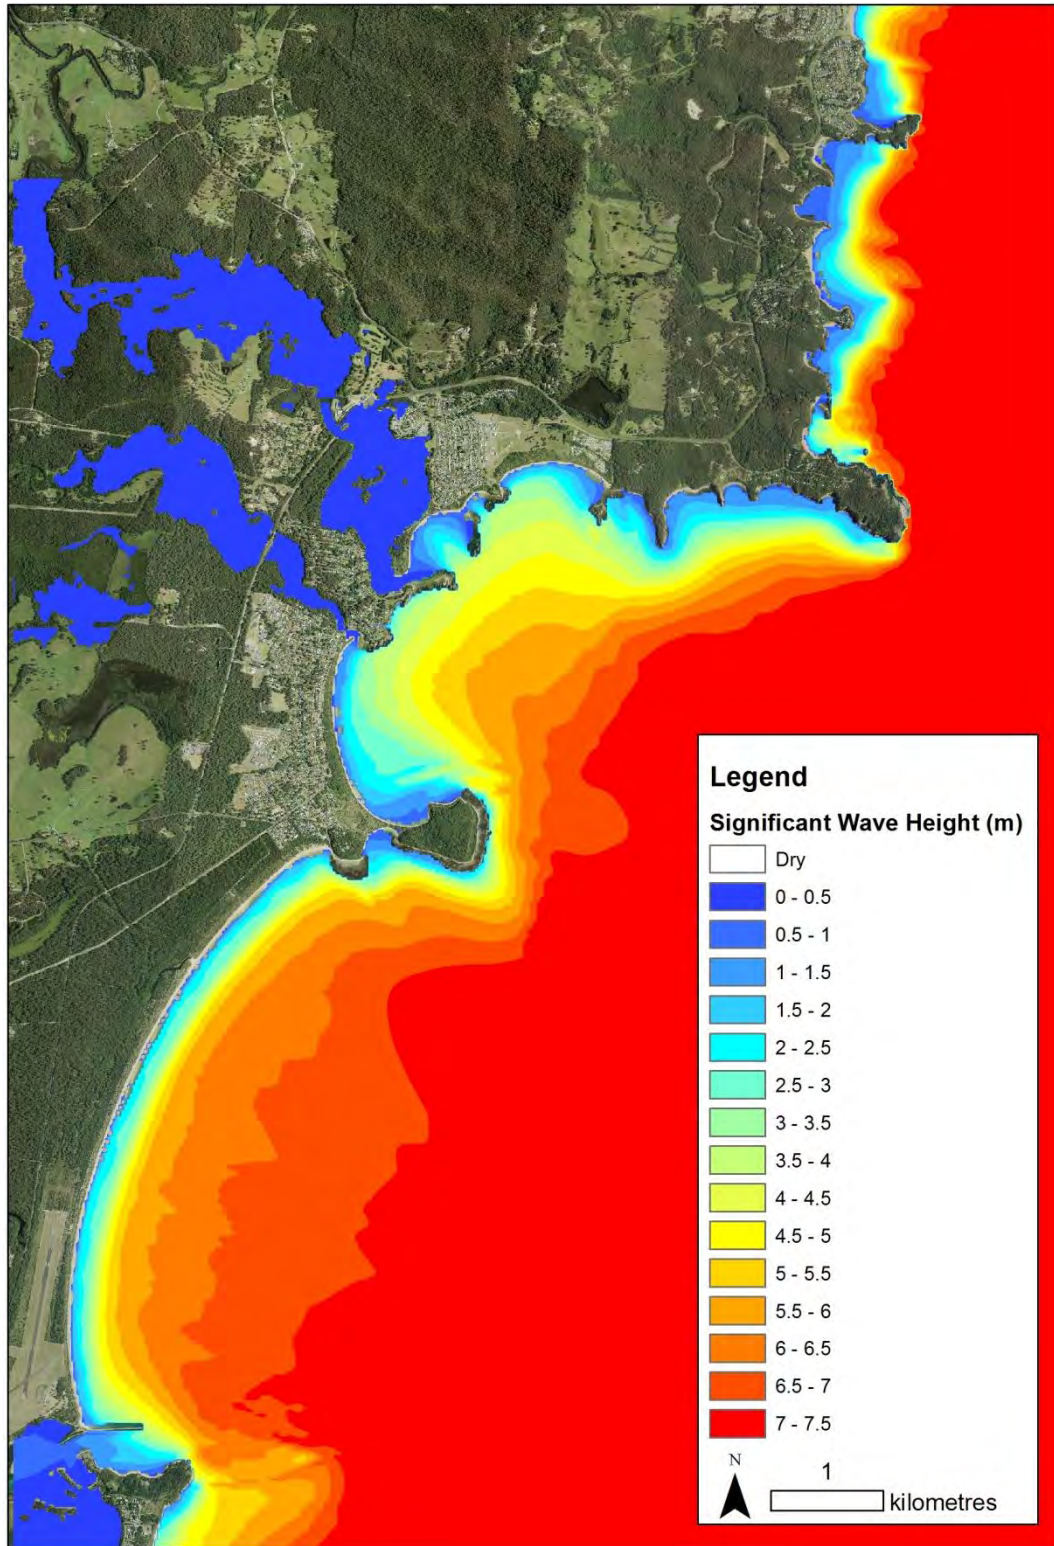 Legend
Significant Wave Height (m)
Dry
0 - 0.5
0.5 - 1
1 - 1.5
1.5 - 2
2 - 2.5
2.5 - 3
3 - 3.5
3.5 - 4
4 - 4.5
4.5 - 5
5 - 5.5
5.5 - 6
6 - 6.5
6.5 - 7
7 - 7.5
N
1
kilometres